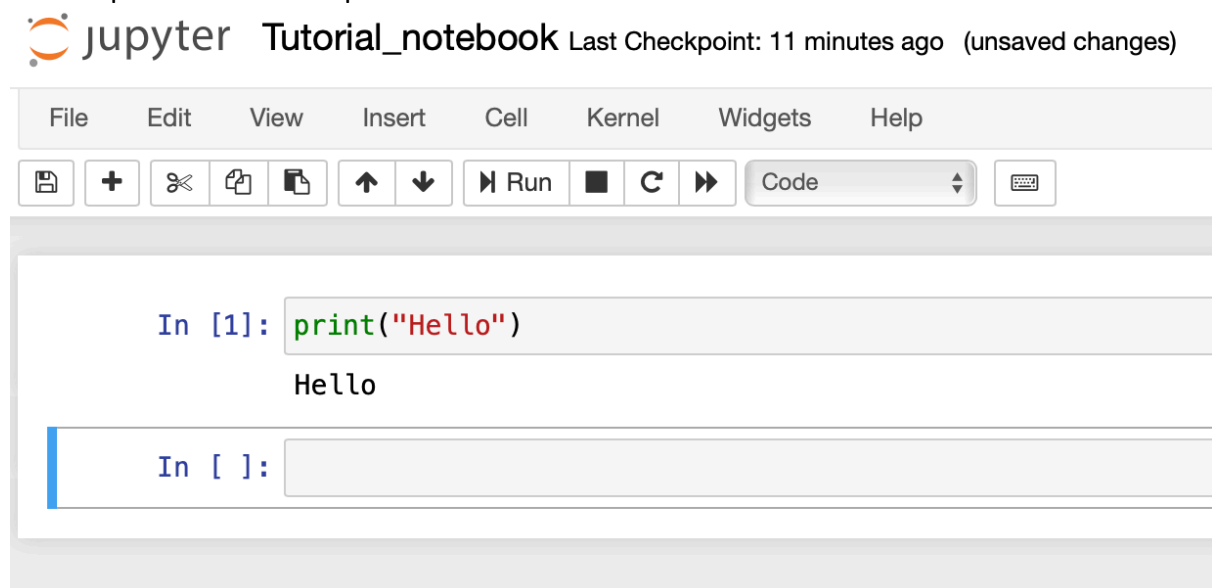 jupyter Tutorial_notebook Last Checkpoint: 11 minutes ago (unsaved changes)
File Edit View Insert Cell Kernel Widgets Help
Run Code
In [1]: print("Hello")
Hello
In [ ]: